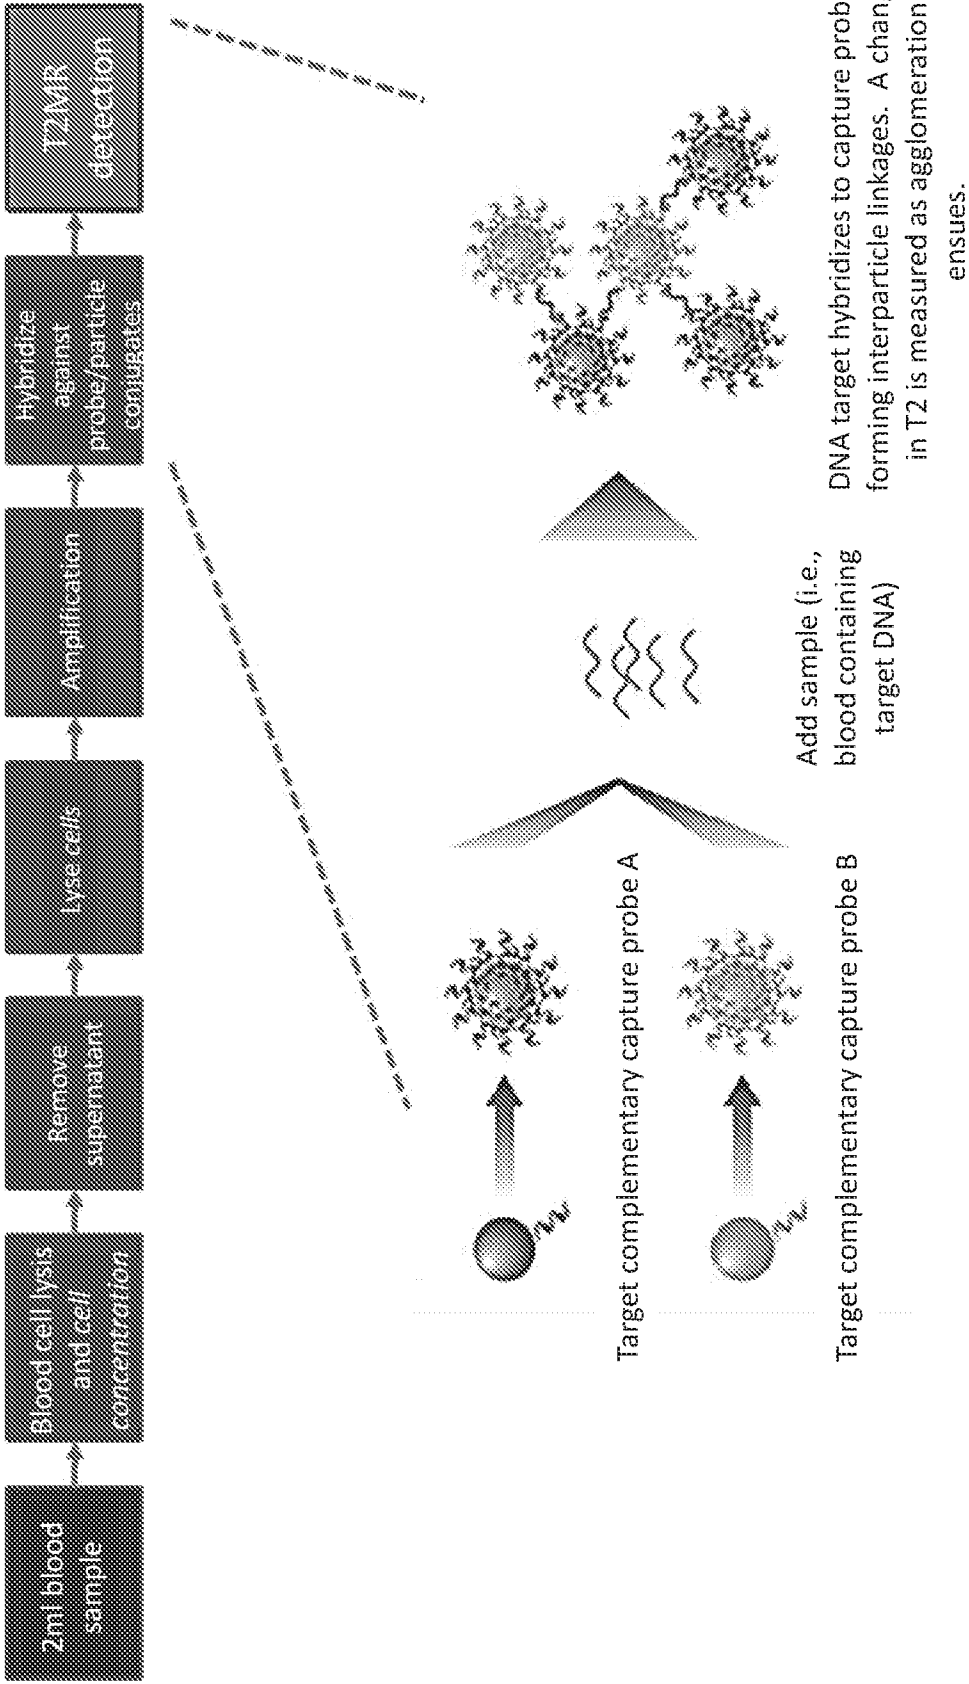 2ml blood
sample
Blood cell lysis
and cell
concentration
Remove
supernatant
Lyse cells
Amplification
Hybridize
against
probe/particle
conjugates
T2MR
detection
Target complementary capture probe A
Target complementary capture probe B
Add sample (i.e.,
blood containing
target DNA)
DNA target hybridizes to capture prob
forming interparticle linkages. A chan
in T2 is measured as agglomeration
ensues.